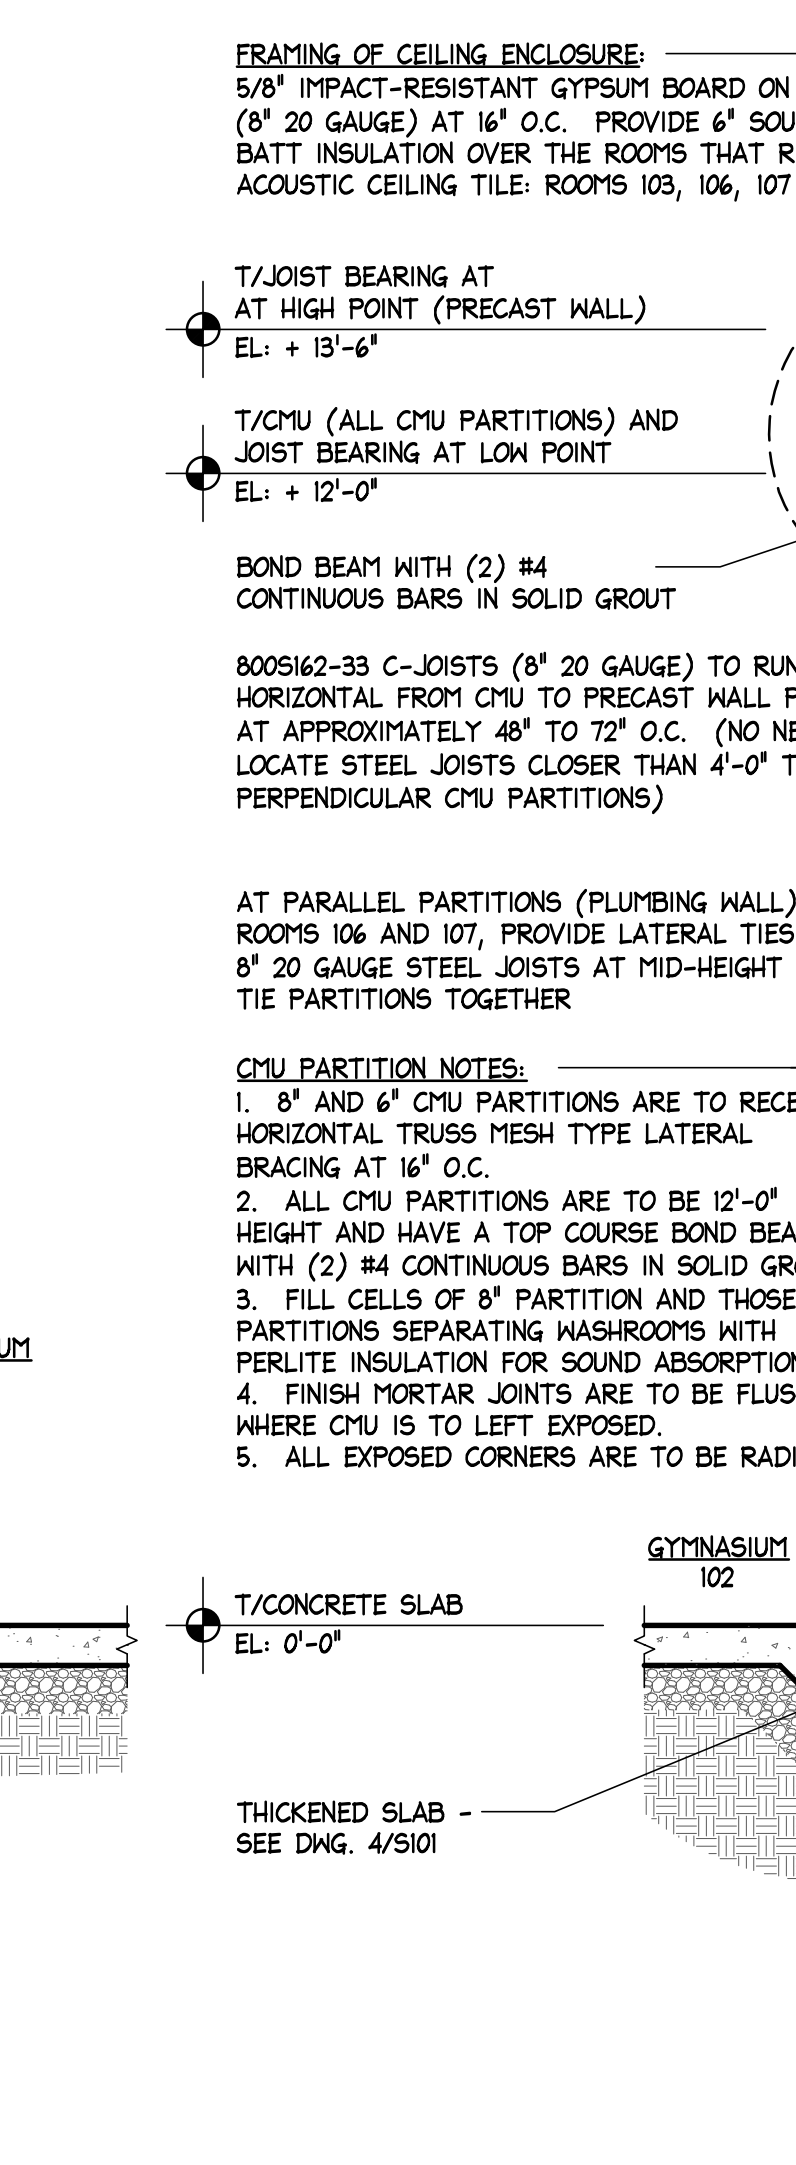 FRAMING OF CEILING ENCLOSURE:
5/8" IMPACT-RESISTANT GYPSUM BOARD ON
(8" 20 GAUGE) AT 16" O.C. PROVIDE 6"
BATT INSULATION OVER THE ROOMS THAT
ACOUSTIC CEILING TILE: ROOMS 103, 106, 107
T/JOIST BEARING AT
AT HIGH POINT (PRECAST WALL)
EL: + 13'-6"
T/CMU (ALL CMU PARTITIONS) AND
JOIST BEARING AT LOW POINT
EL: + 12'-0"
BOND BEAM WITH (2) #4
CONTINUOUS BARS IN SOLID GROUT
800S162-33 C-JOISTS (8" 20 GAUGE) TO RUN
HORIZONTAL FROM CMU TO PRECAST WALL
AT APPROXIMATELY 48" TO 72" O.C. (NO
LOCATE STEEL JOISTS CLOSER THAN 4'-0"
PERPENDICULAR CMU PARTITIONS)
AT PARALLEL PARTITIONS (PLUMBING WALL)
ROOMS 106 AND 107, PROVIDE LATERAL TIES
8" 20 GAUGE STEEL JOISTS AT MID-HEIGHT
TIE PARTITIONS TOGETHER
CMU PARTITION NOTES:
1. 8" AND 6" CMU PARTITIONS ARE TO
HORIZONTAL TRUSS MESH TYPE LATERAL
BRACING AT 16" O.C.
2. ALL CMU PARTITIONS ARE TO BE 12'-0"
HEIGHT AND HAVE A TOP COURSE BOND
WITH (2) #4 CONTINUOUS BARS IN SOLID
3. FILL CELLS OF 8" PARTITION AND THOSE
PARTITIONS SEPARATING WASHROOMS WITH
PERLITE INSULATION FOR SOUND ABSORPTION
4. FINISH MORTAR JOINTS ARE TO BE
WHERE CMU IS TO LEFT EXPOSED.
5. ALL EXPOSED CORNERS ARE TO BE
UM
GYMNASIUM
102
T/CONCRETE SLAB
EL: 0'-0"
THICKENED SLAB -
SEE DWG. 4/S101